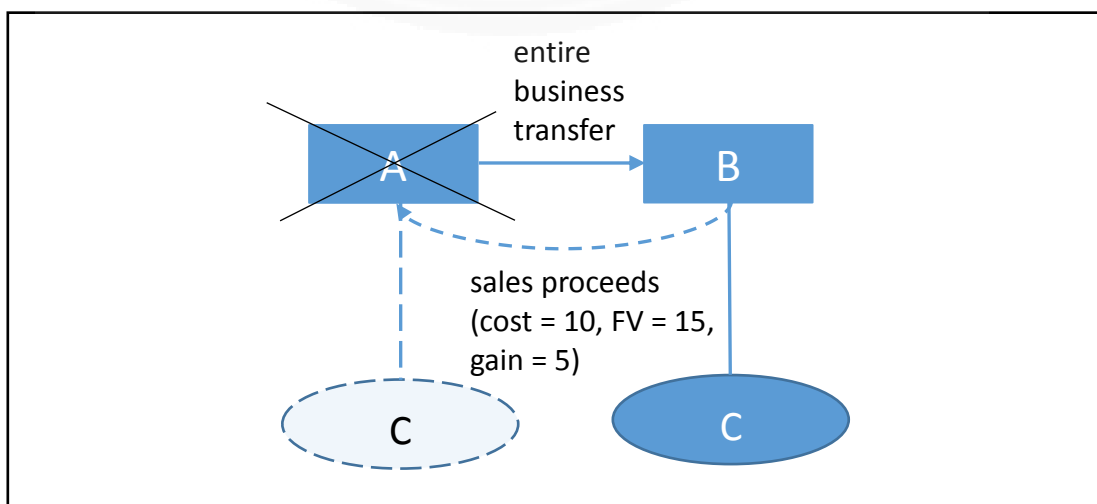 entire
business
transfer
A
B
sales proceeds
(cost = 10, FV = 15,
gain = 5)
C
C